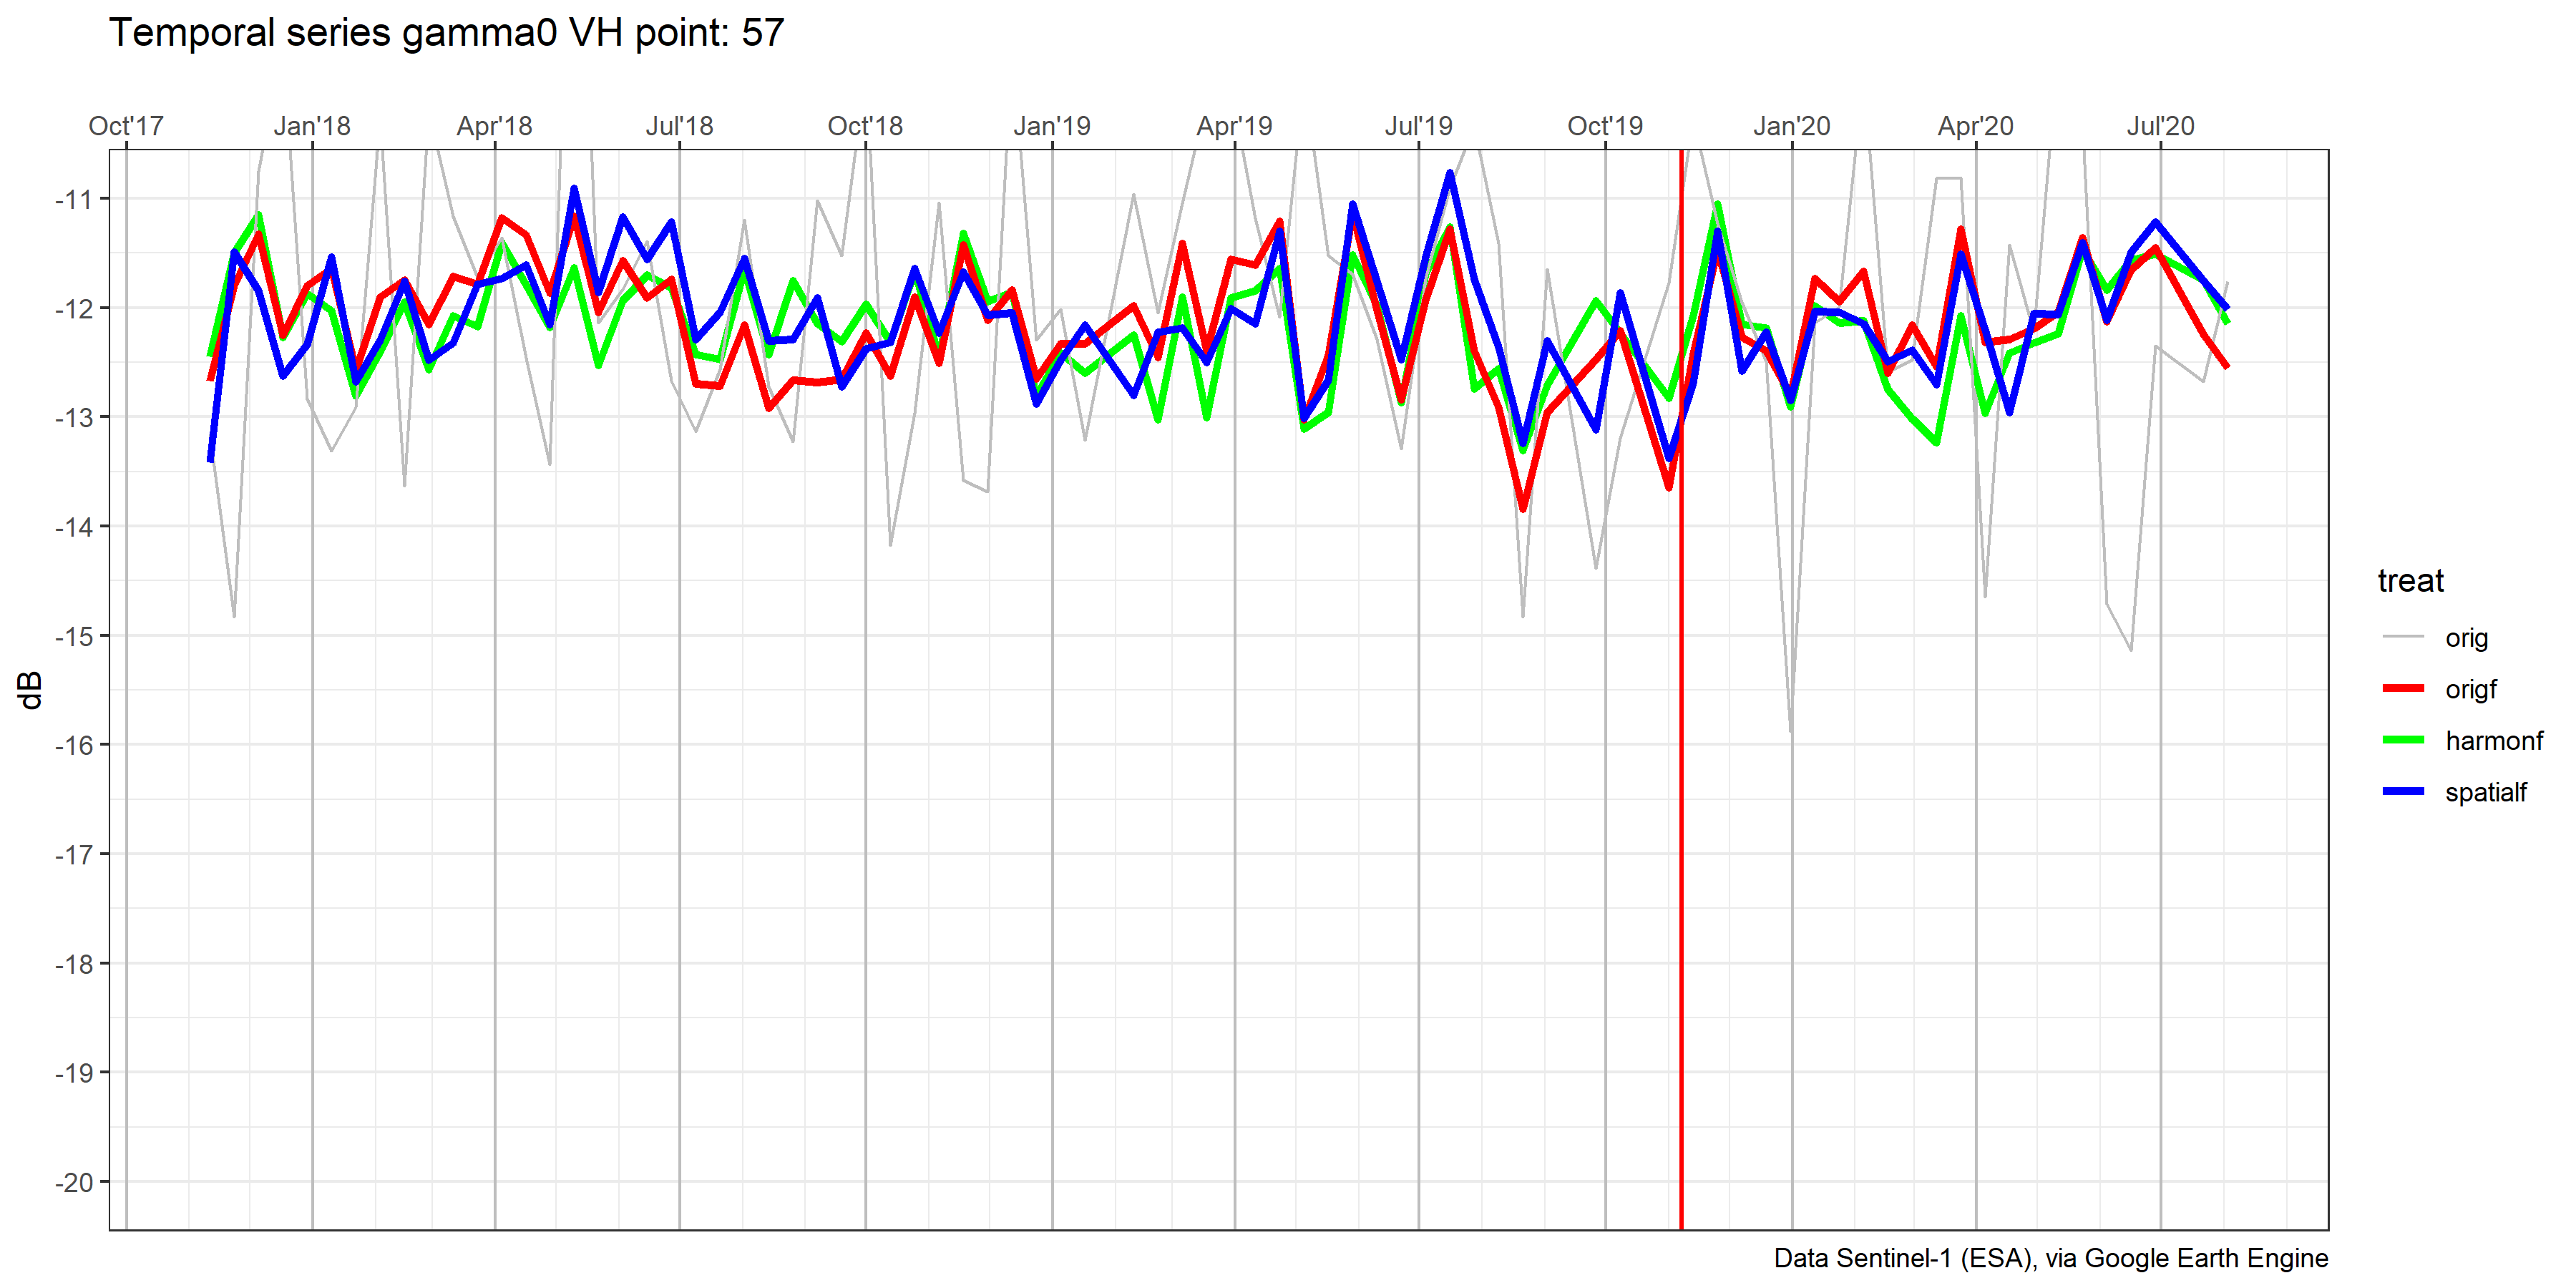 Temporal series gamma0 VH point: 57
Oct'17 Jan'18 Apr'18 Jul'18 Oct'18 Jan'19 Apr'19 Jul'19 Oct'19 Jan'20 Apr'20 Jul'20
-11
-12
-13
-14
-15
-16
-17
-18
-19
-20
dB
treat
orig
origf
harmonf
spatialf
Data Sentinel-1 (ESA), via Google Earth Engine